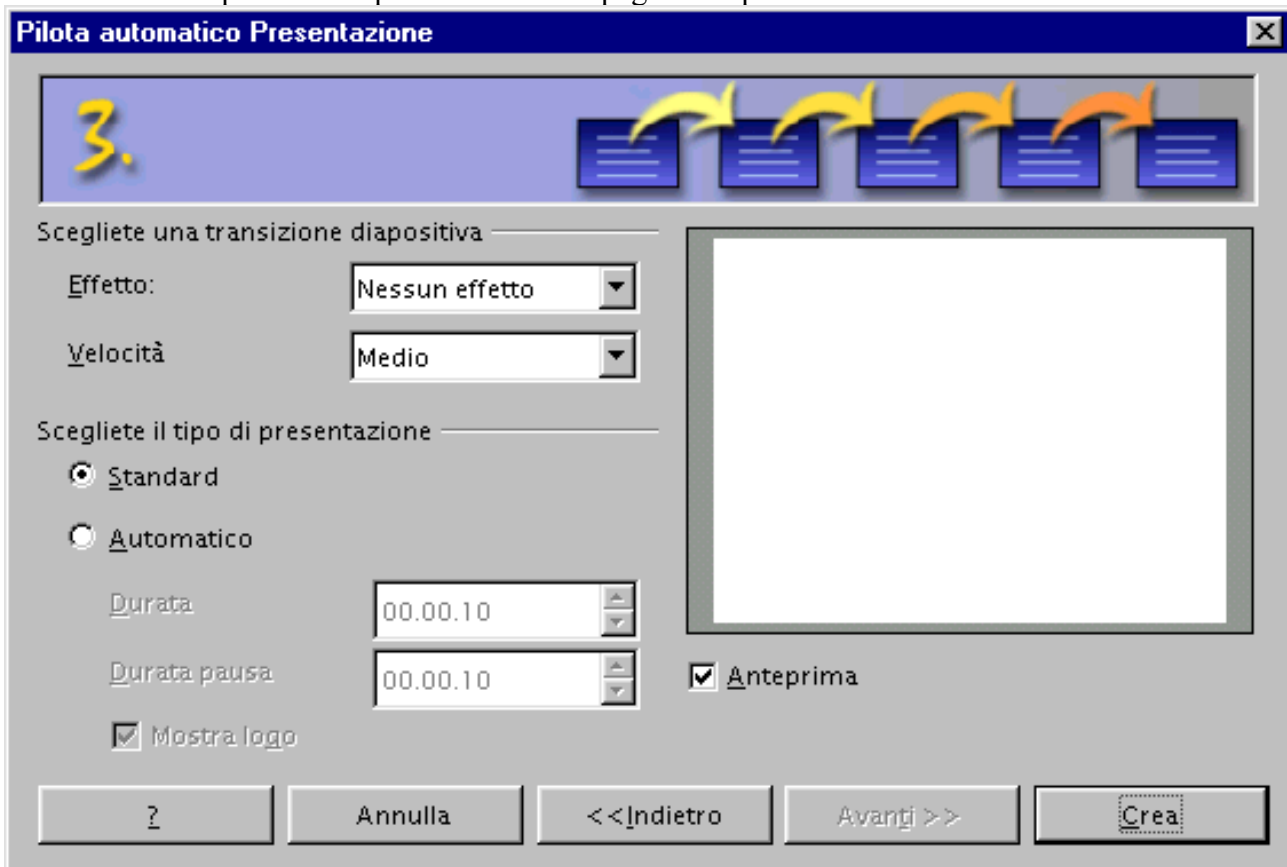 Pilota automatico Presentazione
3.
Scegliete una transizione diapositiva
Effetto:
Nessun effetto
Velocità
Medio
Scegliete il tipo di presentazione
Standard
Automatico
Durata
00.00.10
Durata pausa
00.00.10
Anteprima
Mostra logo
?
Annulla
<<Indietro
Avanti >>
Crea